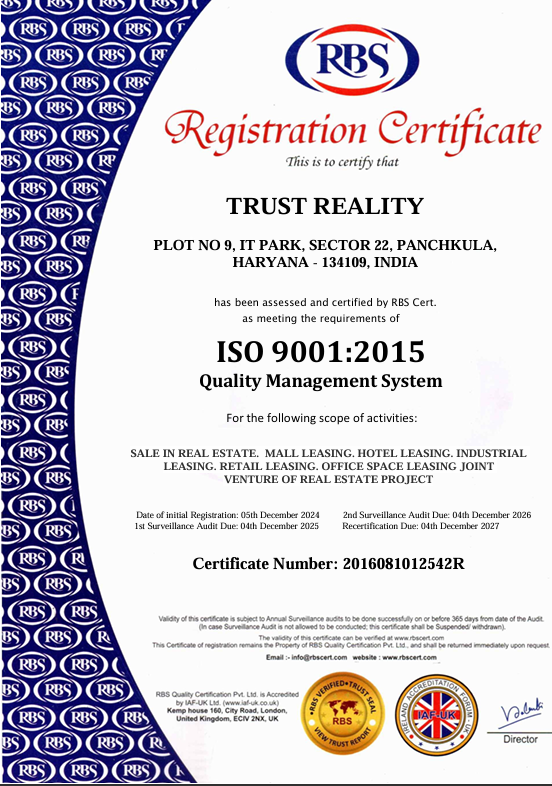 RBS
Registration Certificate
This is to certify that
TRUST REALITY
PLOT NO 9, IT PARK, SECTOR 22, PANCHKULA,
HARYANA - 134109, INDIA
has been assessed and certified by RBS Cert.
as meeting the requirements of
ISO 9001:2015
Quality Management System
For the following scope of activities:
SALE IN REAL ESTATE. MALL LEASING. HOTEL LEASING. INDUSTRIAL
LEASING. RETAIL LEASING. OFFICE SPACE LEASING JOINT
VENTURE OF REAL ESTATE PROJECT
Date of initial Registration: 05th December 2024 2nd Surveillance Audit Due: 04th December 2026
1st Surveillance Audit Due: 04th December 2025 Recertification Due: 04th December 2027
Certificate Number: 2016081012542R
Validity of this certificate is subject to Annual Surveillance audits to be done successfully on or before 365 days from date of the Audit.
(In case Surveillance Audit is not allowed to be conducted; this certificate shall be Suspended/ withdrawn).
The validity of this certificate can be verified at www.rbscert.com
This Certificate of registration remains the Property of RBS Quality Certification Pvt. Ltd., and shall be returned immediately upon request
Email :- info@rbscert.com website : www.rbscert.com
RBS Quality Certification Pvt. Ltd. is Accredited
by IAF-UK Ltd. (www.iaf-uk.co.uk)
Kemp house 160, City Road, London,
United Kingdom, ECIV 2NX, UK
RBS VERIFIED TRUST SEAL
RBS
VIEW TRUST REPORT
IRELAND ACCREDITATION FORUM - UK
IAF-UK
Director